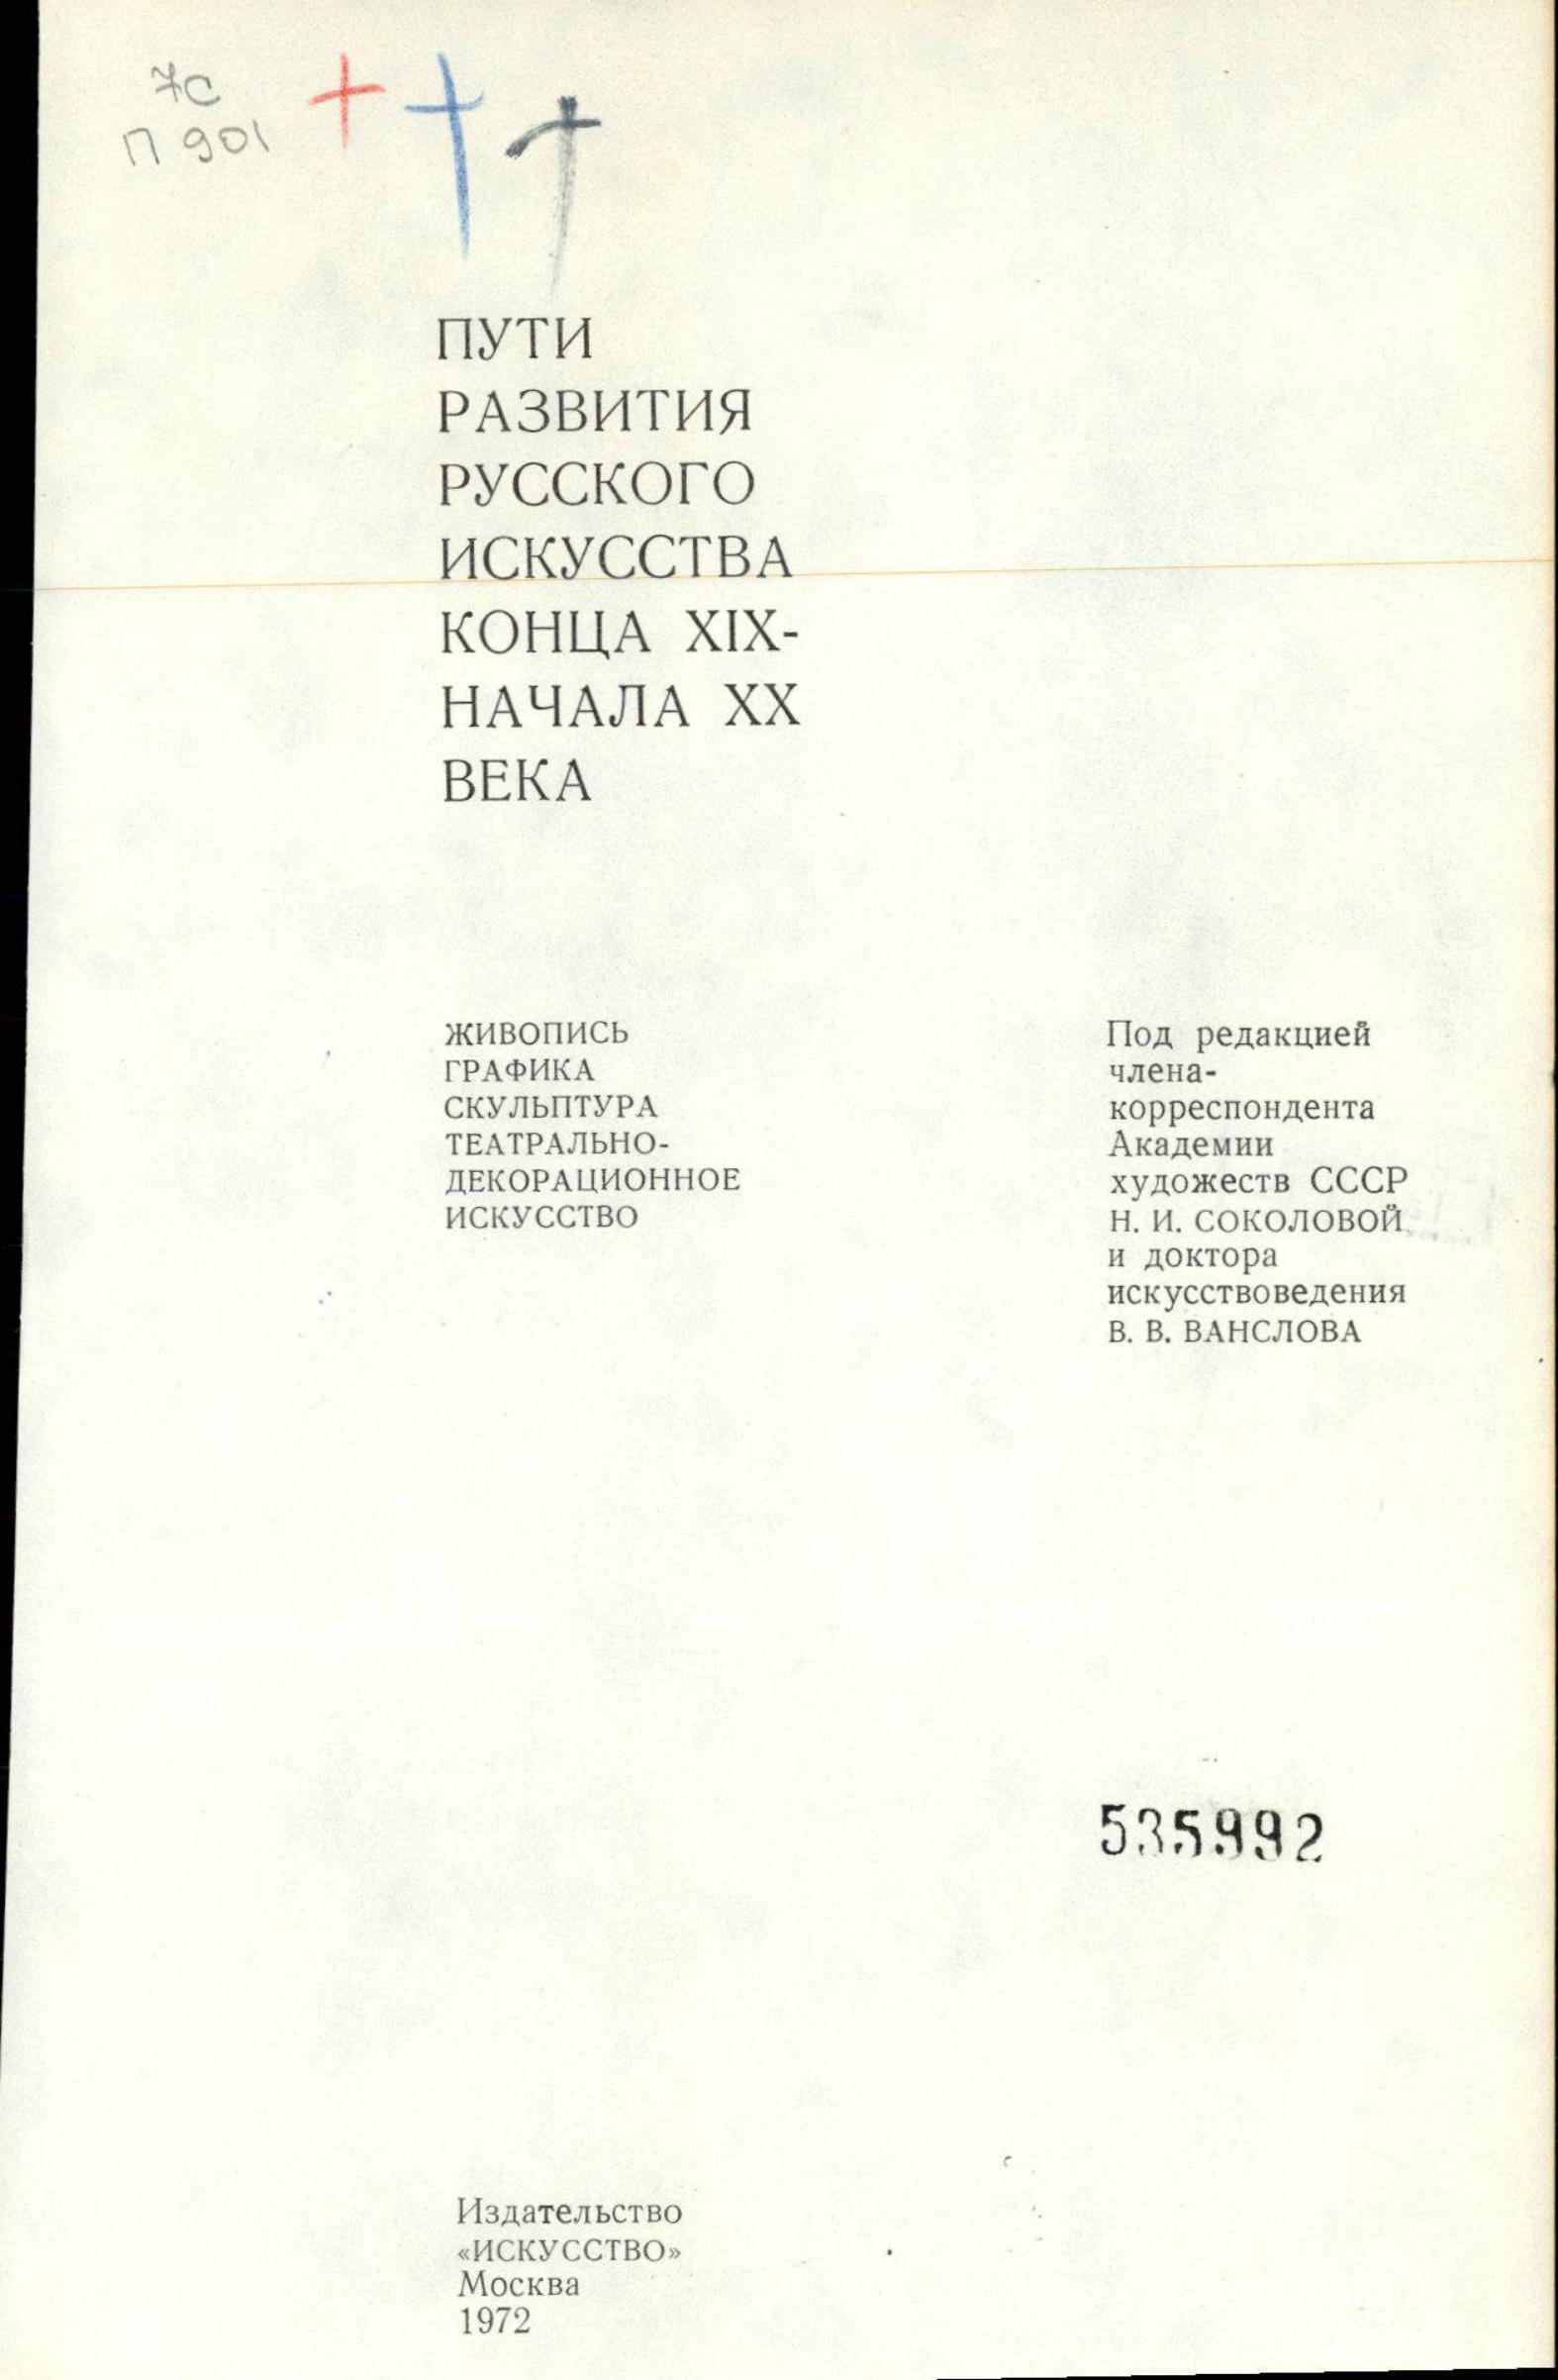 7С
П 901
ПУТИ
РАЗВИТИЯ
РУССКОГО
ИСКУССТВА
КОНЦА XIX-
НАЧАЛА XX
ВЕКА
ЖИВОПИСЬ
ГРАФИКА
СКУЛЬПТУРА
ТЕАТРАЛЬНО-
ДЕКОРАЦИОННОЕ
ИСКУССТВО
Под редакцией
члена-
корреспондента
Академии
художеств СССР
Н. И. СОКОЛОВОЙ
и доктора
искусствоведения
В. В. ВАНСЛОВА
535992
Издательство
«ИСКУССТВО»
Москва
1972